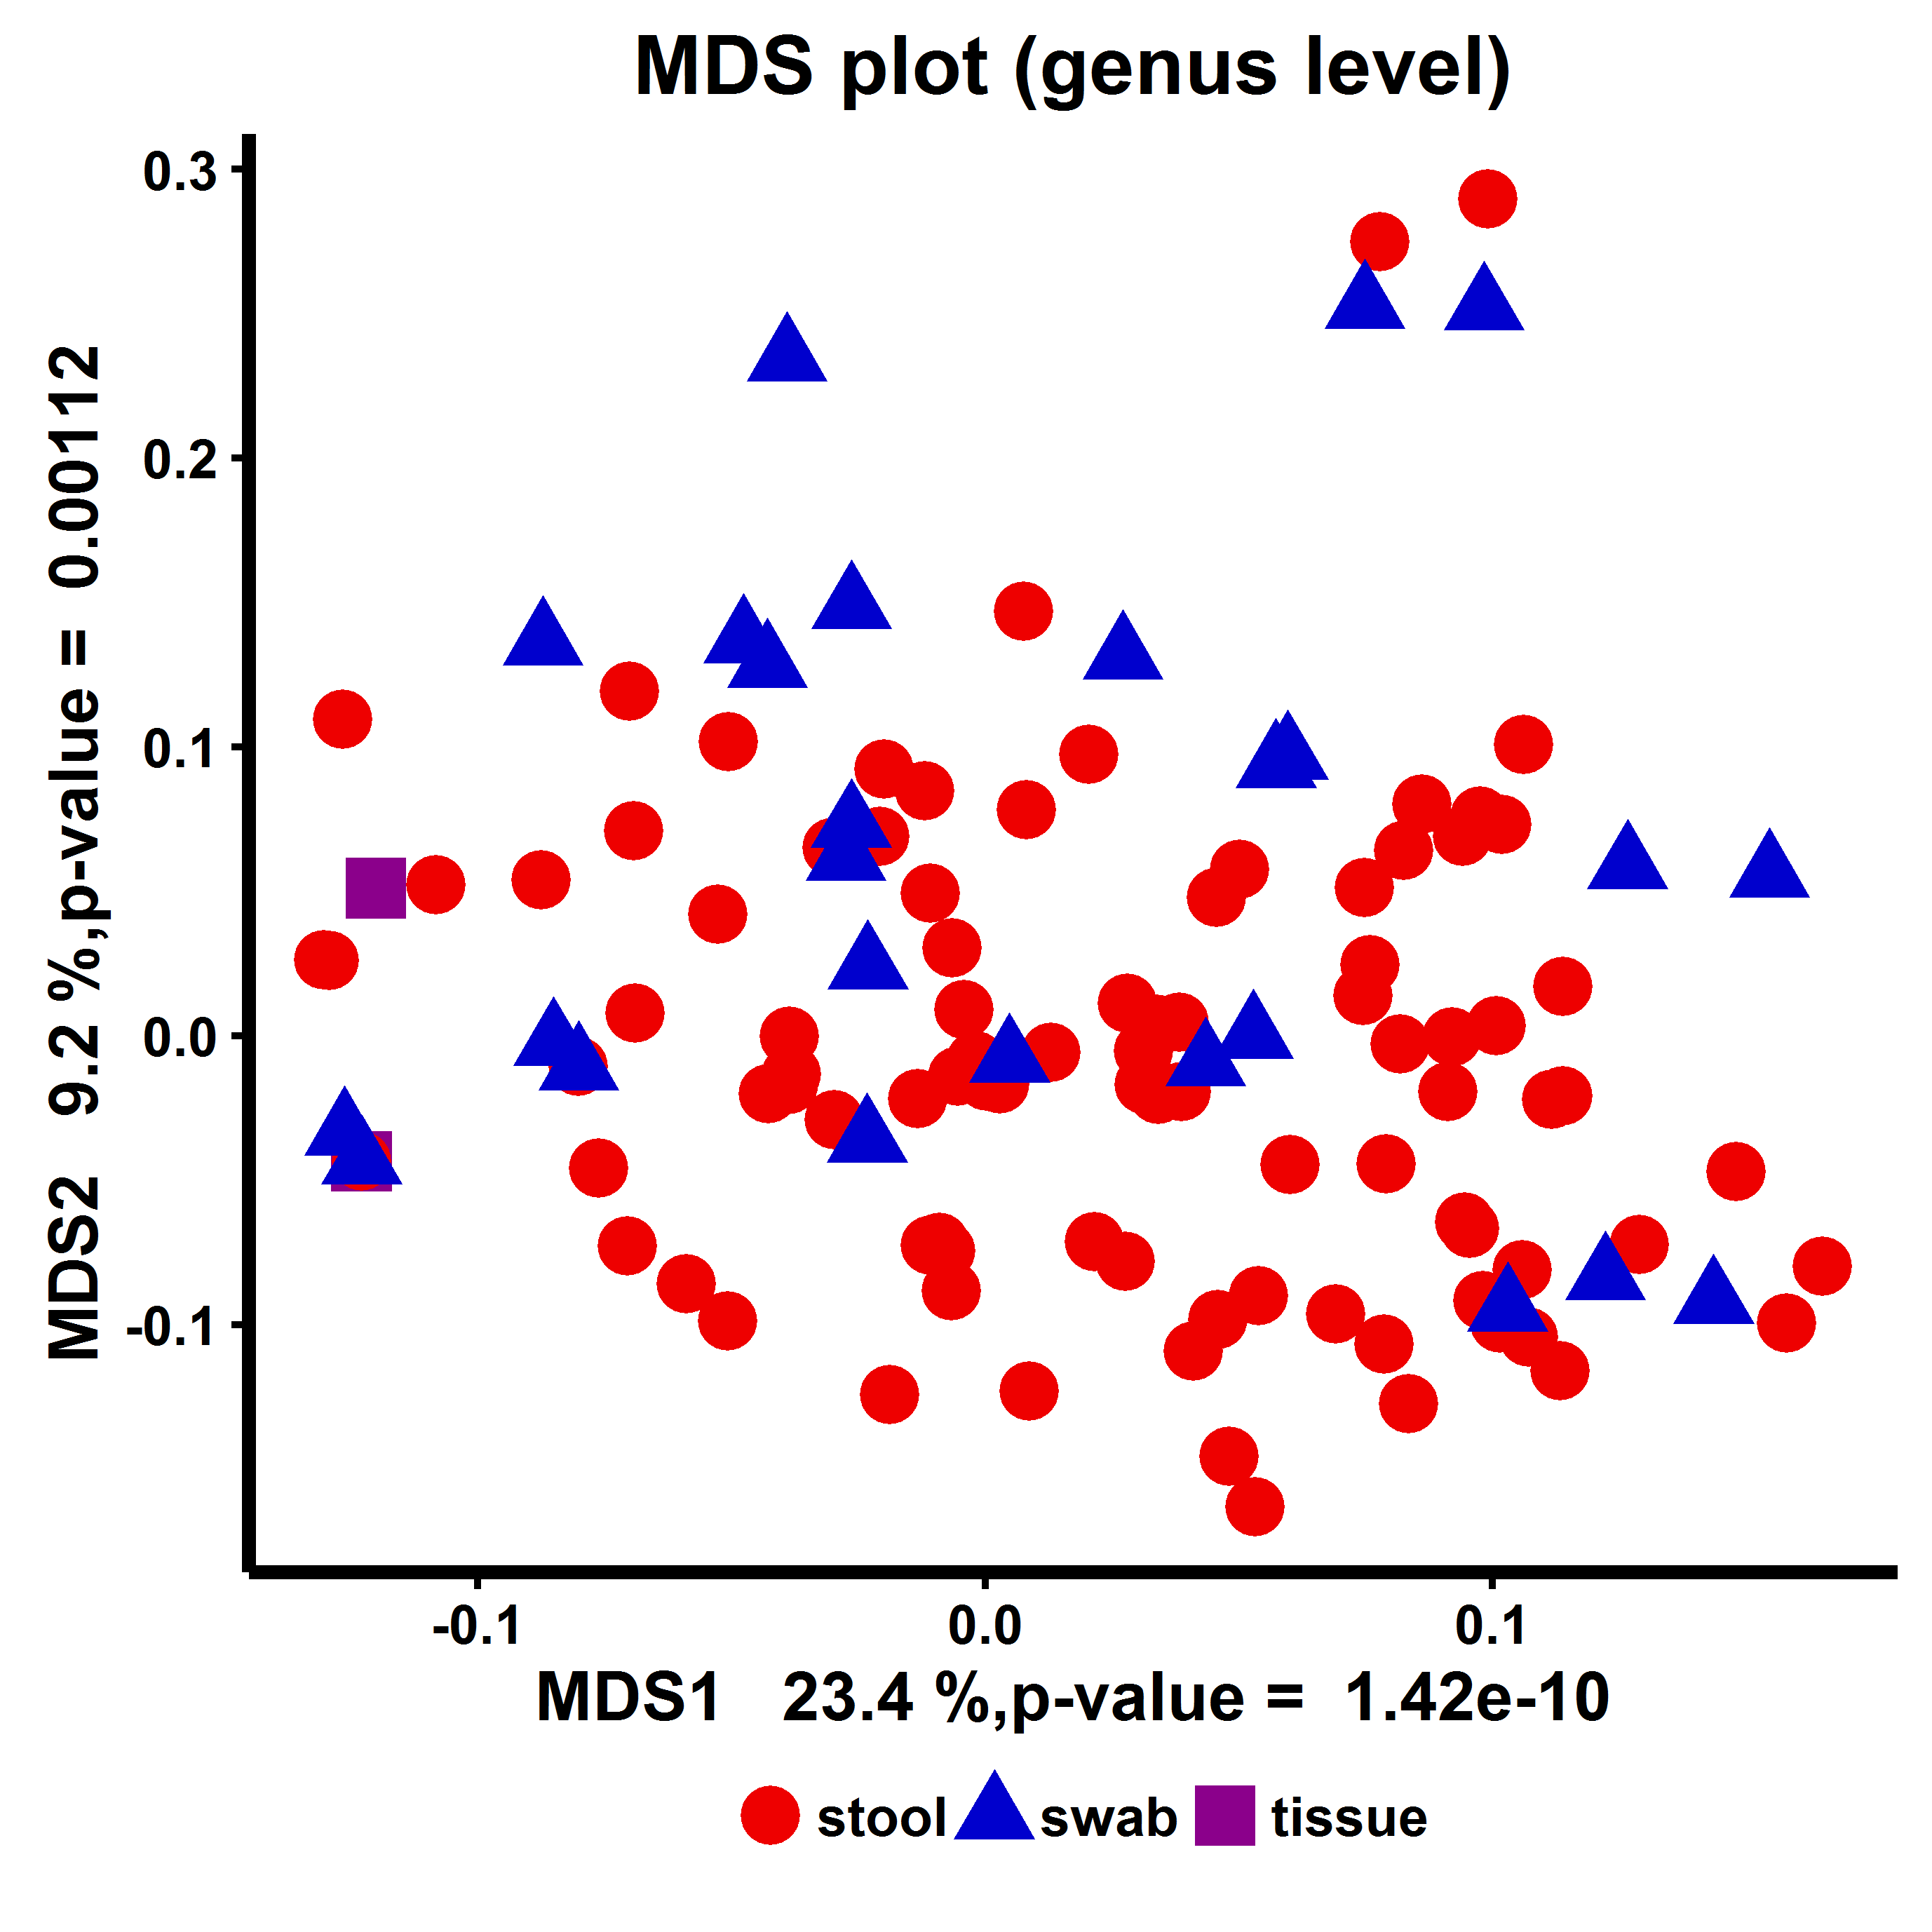 MDS plot (genus level)
0.3
0.2
0.1
0.0
-0.1
MDS2 9.2 %,p-value = 0.00112
-0.1 0.0 0.1
MDS1 23.4 %,p-value = 1.42e-10
stool swab tissue